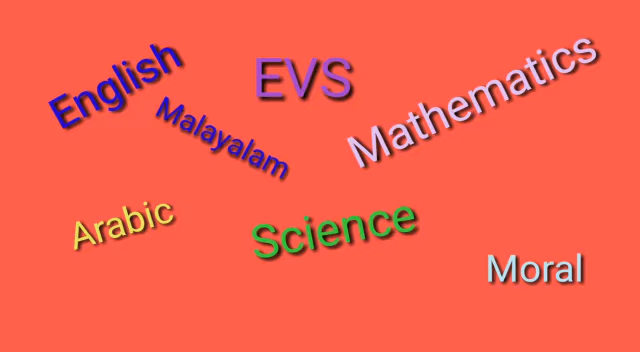 English
EVS
Mathematics
Malayalam
Arabic
Science
Moral